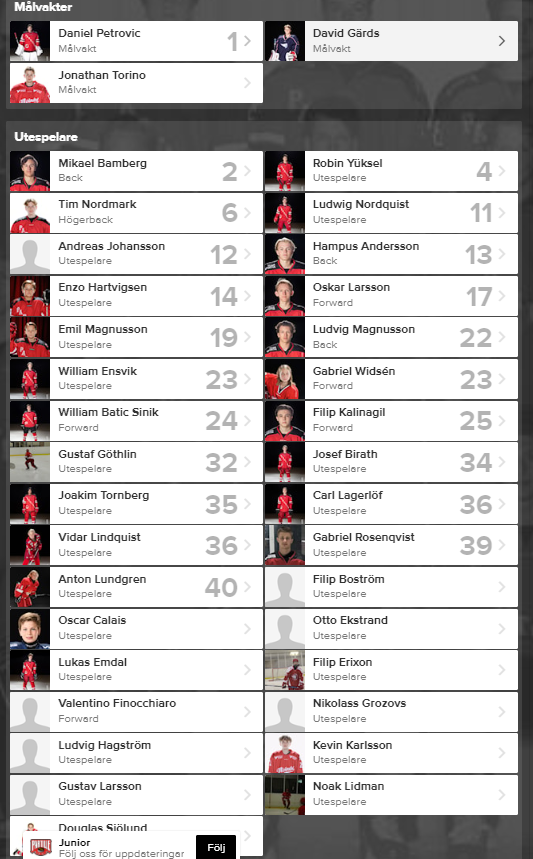 Målvakter
Daniel Petrovic
Målvakt
1
David Gärds
Målvakt
Jonathan Torino
Målvakt
Utespelare
Mikael Bamberg
Back
2
Robin Yüksel
Utespelare
4
Tim Nordmark
Högerback
6
Ludwig Nordquist
Utespelare
11
Andreas Johansson
Utespelare
12
Hampus Andersson
Back
13
Enzo Hartvigsen
Utespelare
14
Oskar Larsson
Forward
17
Emil Magnusson
Utespelare
19
Ludvig Magnusson
Back
22
William Ensvik
Utespelare
23
Gabriel Widsén
Forward
23
William Batic Sinik
Forward
24
Filip Kalinagil
Forward
25
Gustaf Göthlin
Utespelare
32
Josef Birath
Utespelare
34
Joakim Tornberg
Utespelare
35
Carl Lagerlöf
Utespelare
36
Vidar Lindquist
Utespelare
36
Gabriel Rosenqvist
Utespelare
39
Anton Lundgren
Utespelare
40
Filip Boström
Utespelare
Oscar Calais
Utespelare
Otto Ekstrand
Utespelare
Lukas Emdal
Utespelare
Filip Erixon
Utespelare
Valentino Finocchiaro
Forward
Nikolass Grozovs
Utespelare
Ludvig Hagström
Utespelare
Kevin Karlsson
Utespelare
Gustav Larsson
Utespelare
Noak Lidman
Utespelare
Douglas Sjölund
Junior
Följ oss för uppdateringar
Följ